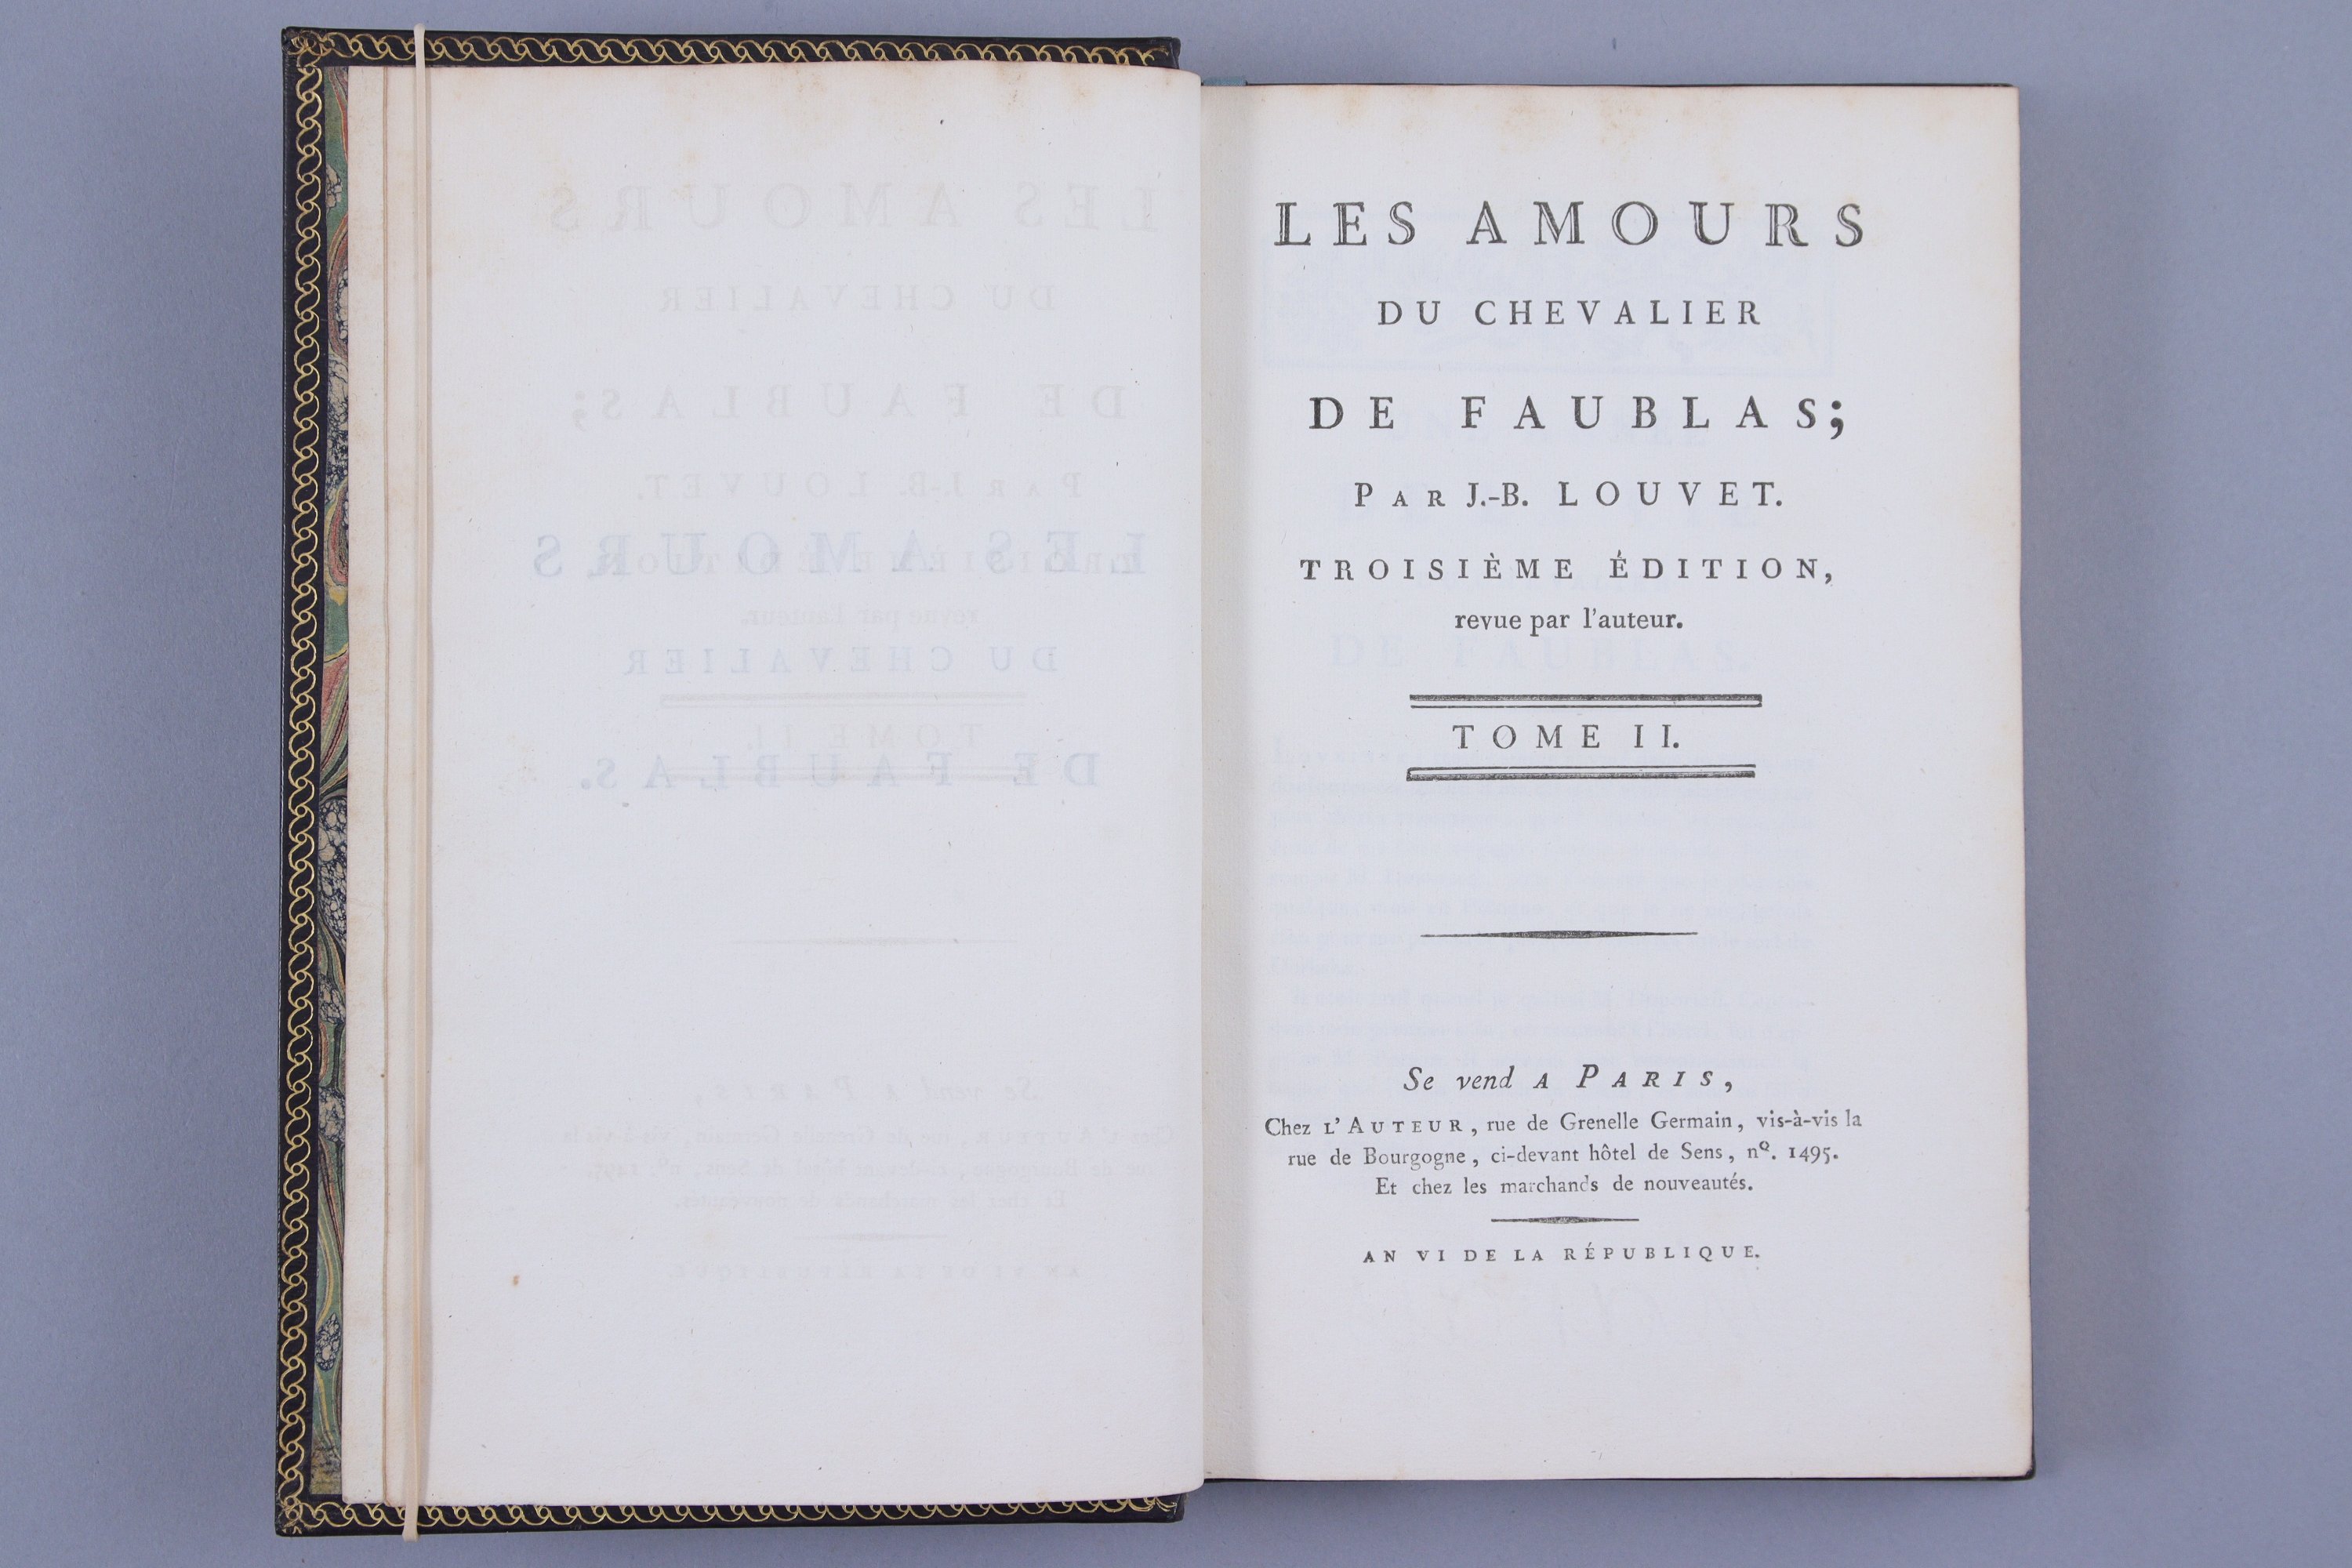 LES AMOURS
DU CHEVALIER
DE FAUBLAS;
PAR J.-B. LOUVET.
TROISIÈME ÉDITION,
revue par l'auteur.
TOME II.
Se vend A PARIS,
Chez L'AUTEUR, rue de Grenelle Germain, vis-à-vis la
rue de Bourgogne, ci-devant hôtel de Sens, nº. 1495.
Et chez les marchands de nouveautés.
AN VI DE LA RÉPUBLIQUE.